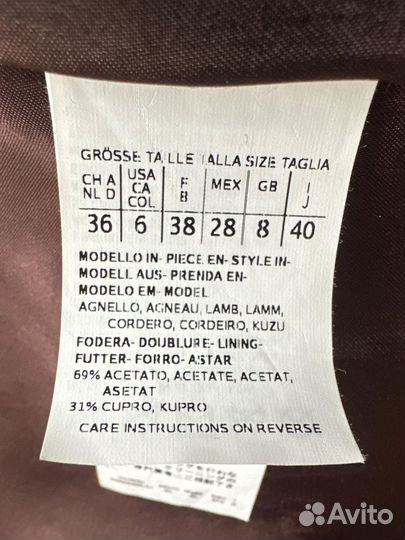 GRÖSSE TAILLE TALLA SIZE TAGLIA
CH A NL D
USA CA COL
F B
MEX
GB
I J
36 6 38 28 8 40
MODELLO IN- PIECE EN- STYLE IN-
MODELL AUS- PRENDA EN-
MODELO EM- MODEL
AGNELLO, AGNEAU, LAMB, LAMM,
CORDERO, CORDEIRO, KUZU
FODERA- DOUBLURE- LINING-
FUTTER- FORRO- ASTAR
69% ACETATO, ACETATE, ACETAT,
ASETAT
31% CUPRO, KUPRO
CARE INSTRUCTIONS ON REVERSE
Avito